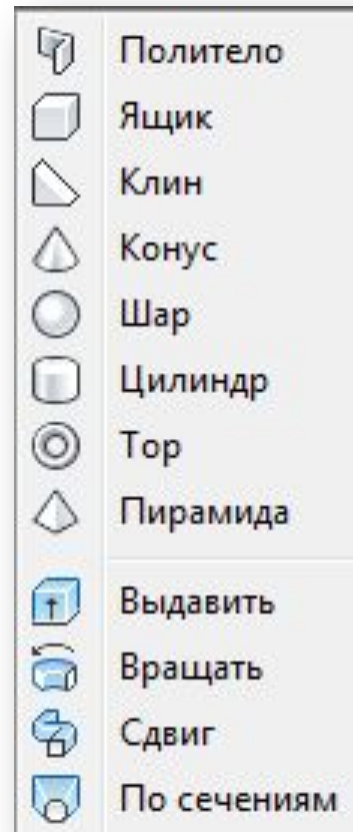 Политело
Ящик
Клин
Конус
Шар
Цилиндр
Тор
Пирамида
Выдавить
Вращать
Сдвиг
По сечениям